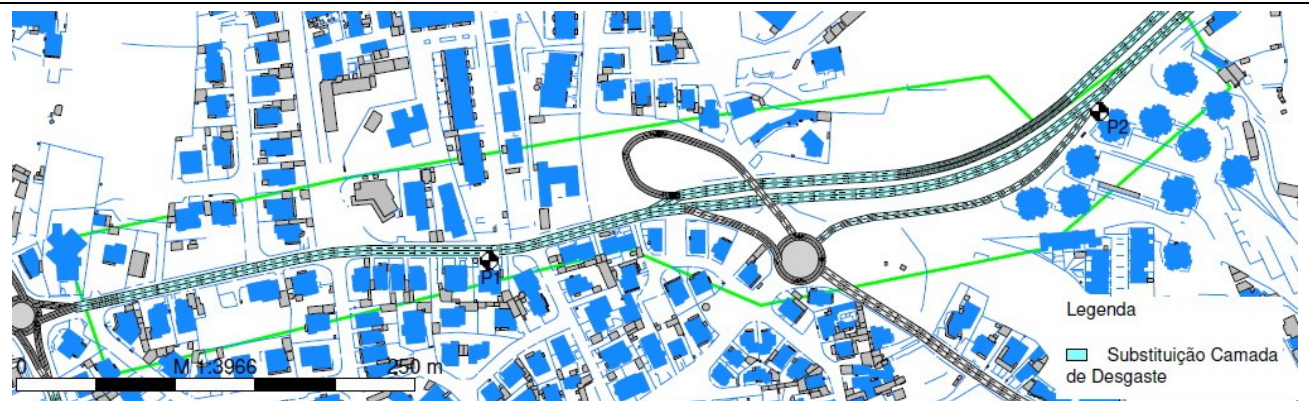 P2
P1
Legenda
Substituição Camada
de Desgaste
0 M 1:3966 250 m